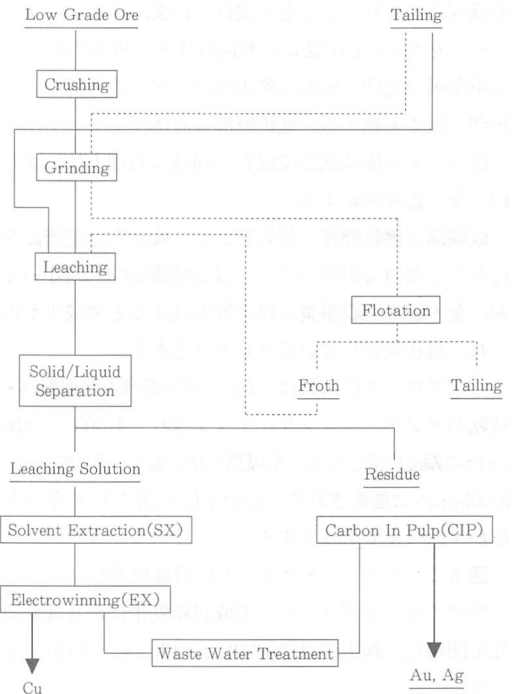 Low Grade Ore
Tailing
Crushing
Grinding
Leaching
Flotation
Solid/Liquid
Separation
Froth
Tailing
Leaching Solution
Residue
Solvent Extraction(SX)
Carbon In Pulp(CIP)
Electrowinning(EX)
Waste Water Treatment
Cu
Au, Ag